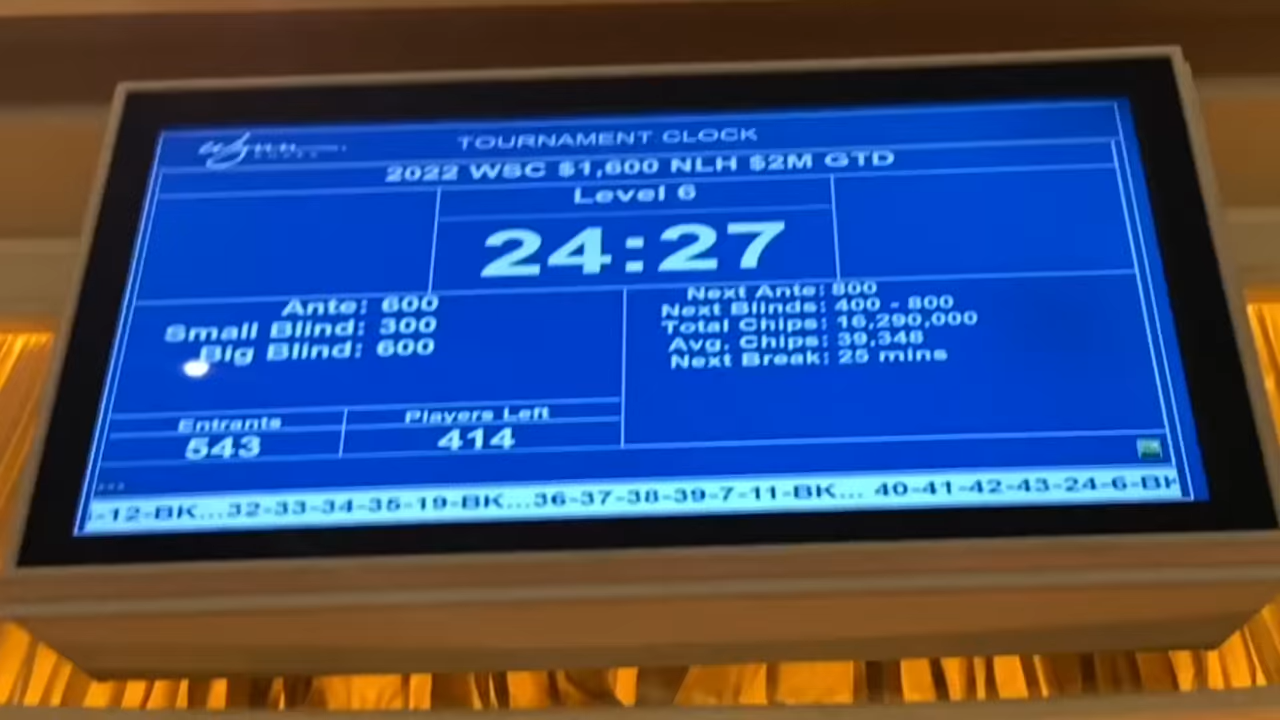 Wynn
TOURNAMENT CLOCK
2022 WSC $1,600 NLH $2M GTD
Level 6
24:27
Ante: 600
Small Blind: 300
Big Blind: 600
Next Ante: 800
Next Blinds: 400 - 800
Total Chips: 16,290,000
Avg. Chips: 39,348
Next Break: 25 mins
Entrants
543
Players Left
414
-12-BK...32-33-34-35-19-BK...36-37-38-39-7-11-BK... 40-41-42-43-24-6-BK